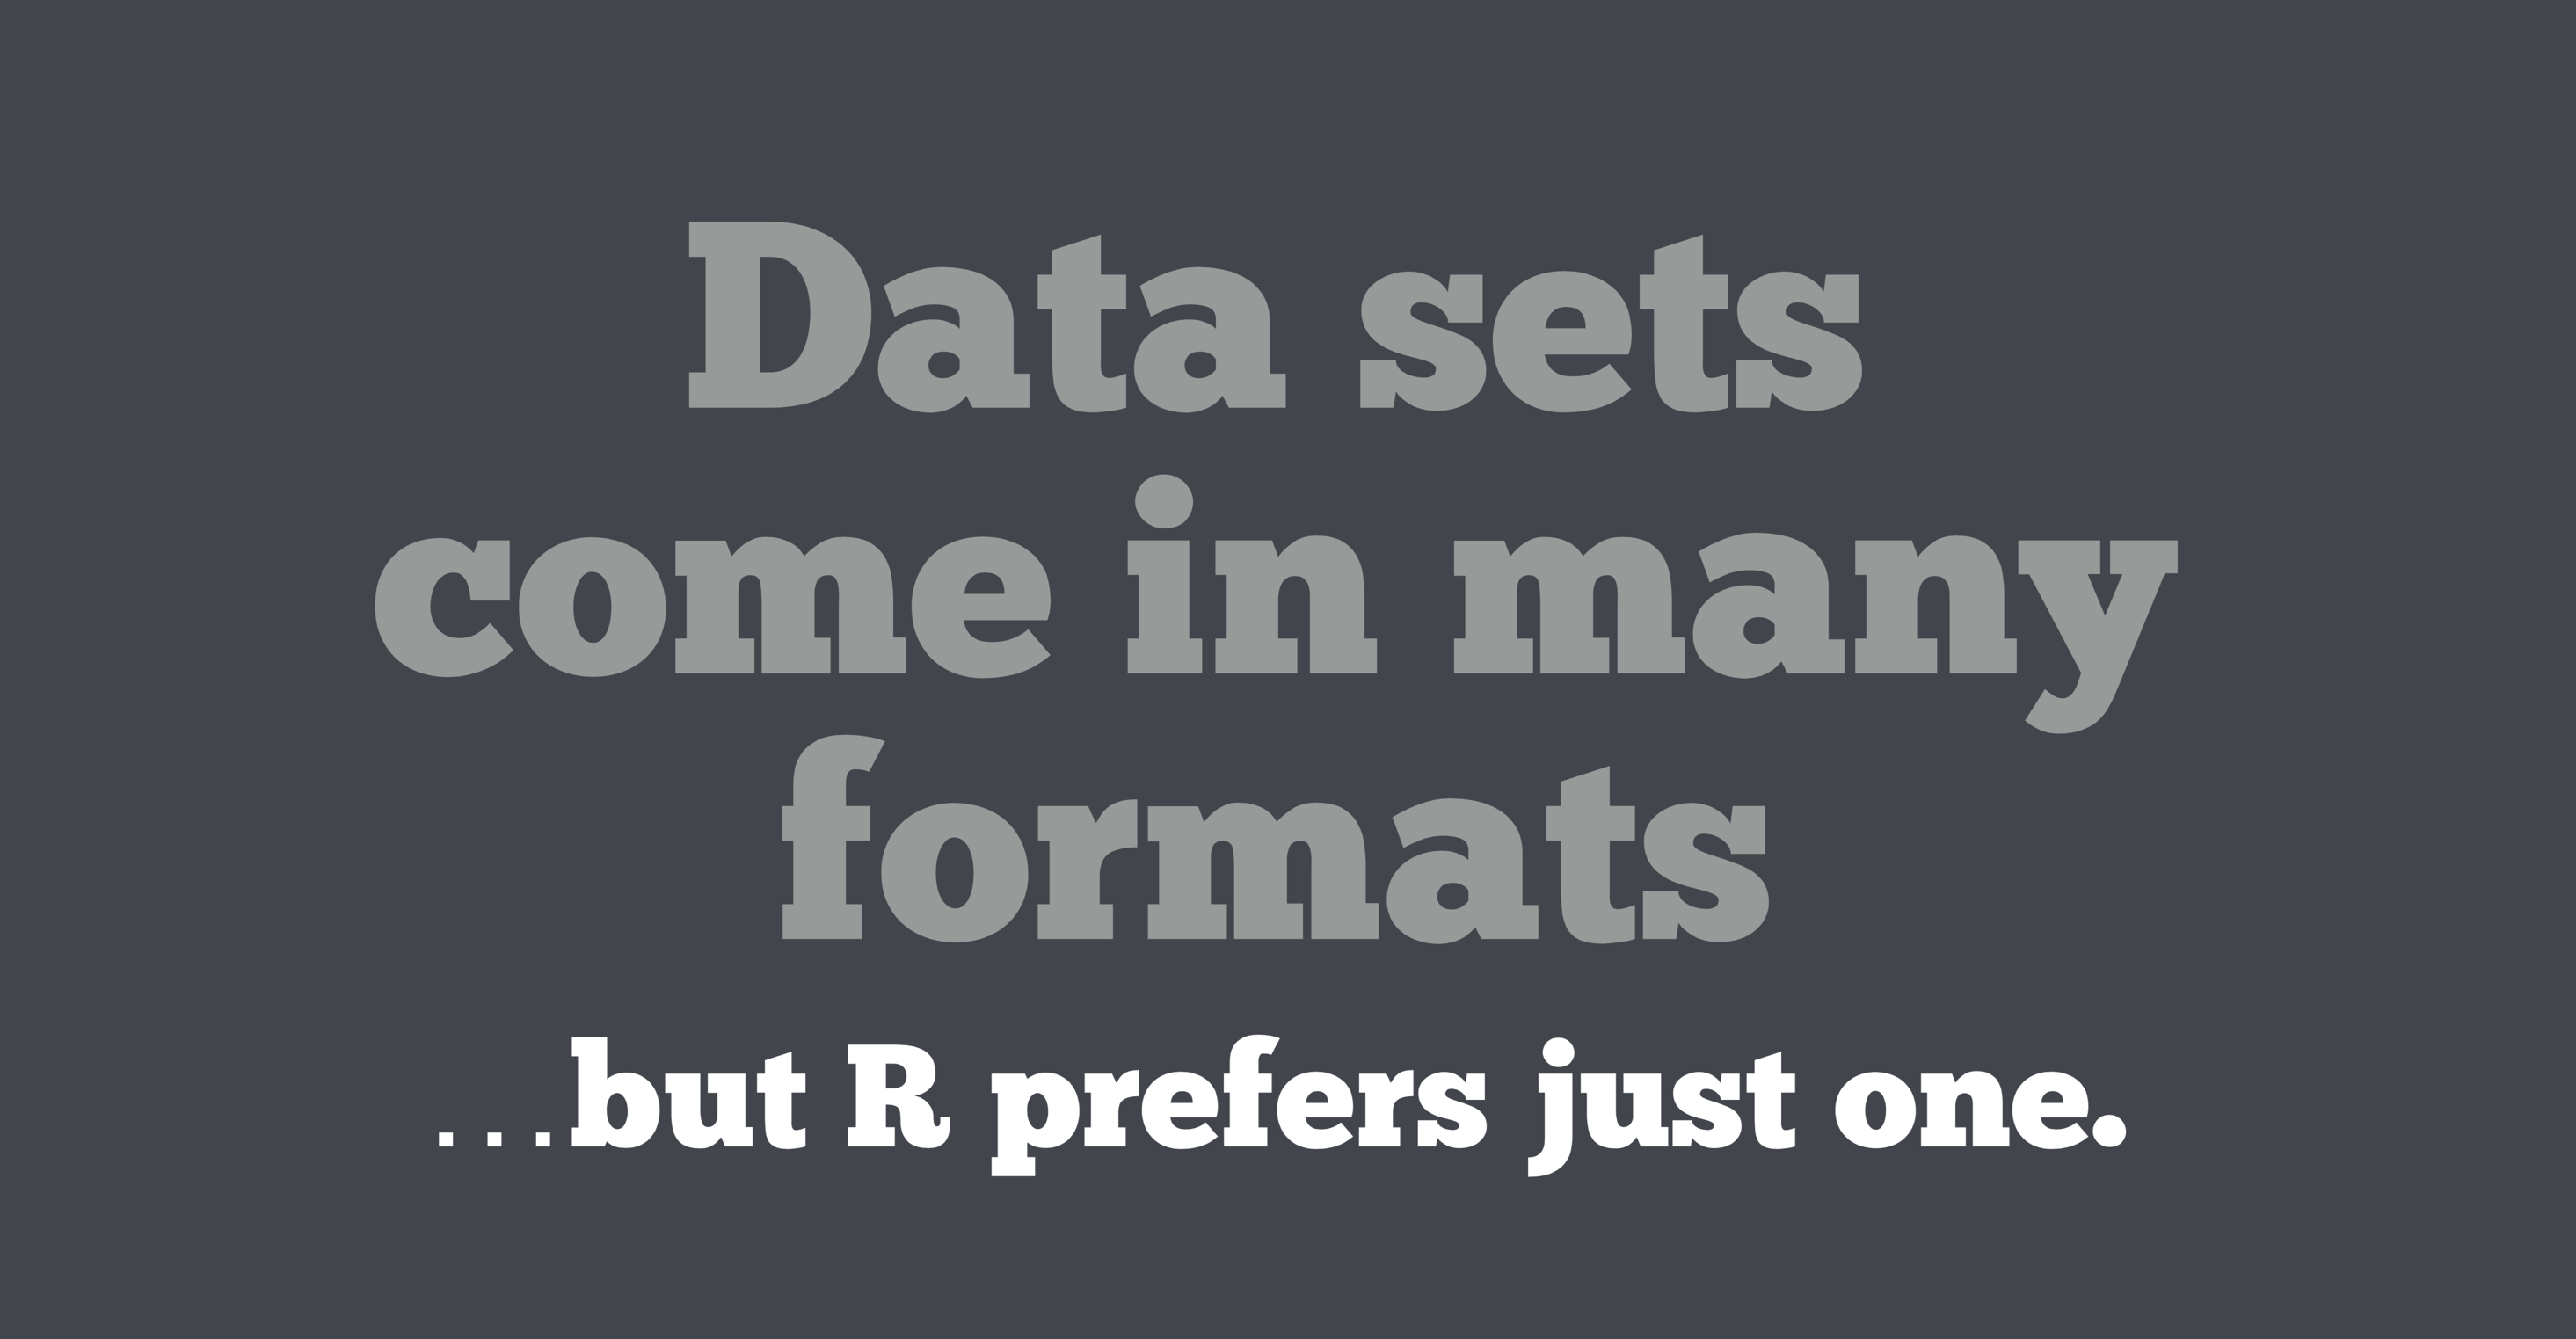 Data sets
come in many
formats
...but R prefers just one.